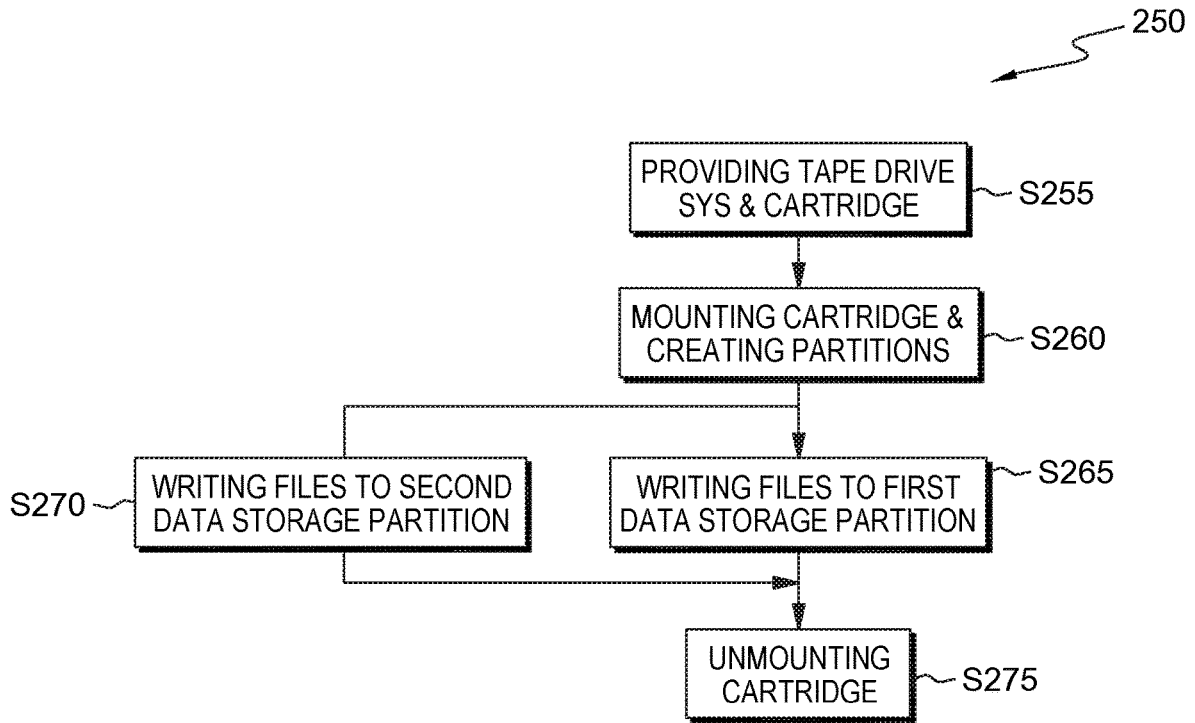 250
PROVIDING TAPE DRIVE
SYS & CARTRIDGE
S255
MOUNTING CARTRIDGE &
CREATING PARTITIONS
S260
S270
WRITING FILES TO SECOND
DATA STORAGE PARTITION
WRITING FILES TO FIRST
DATA STORAGE PARTITION
S265
UNMOUNTING
CARTRIDGE
S275